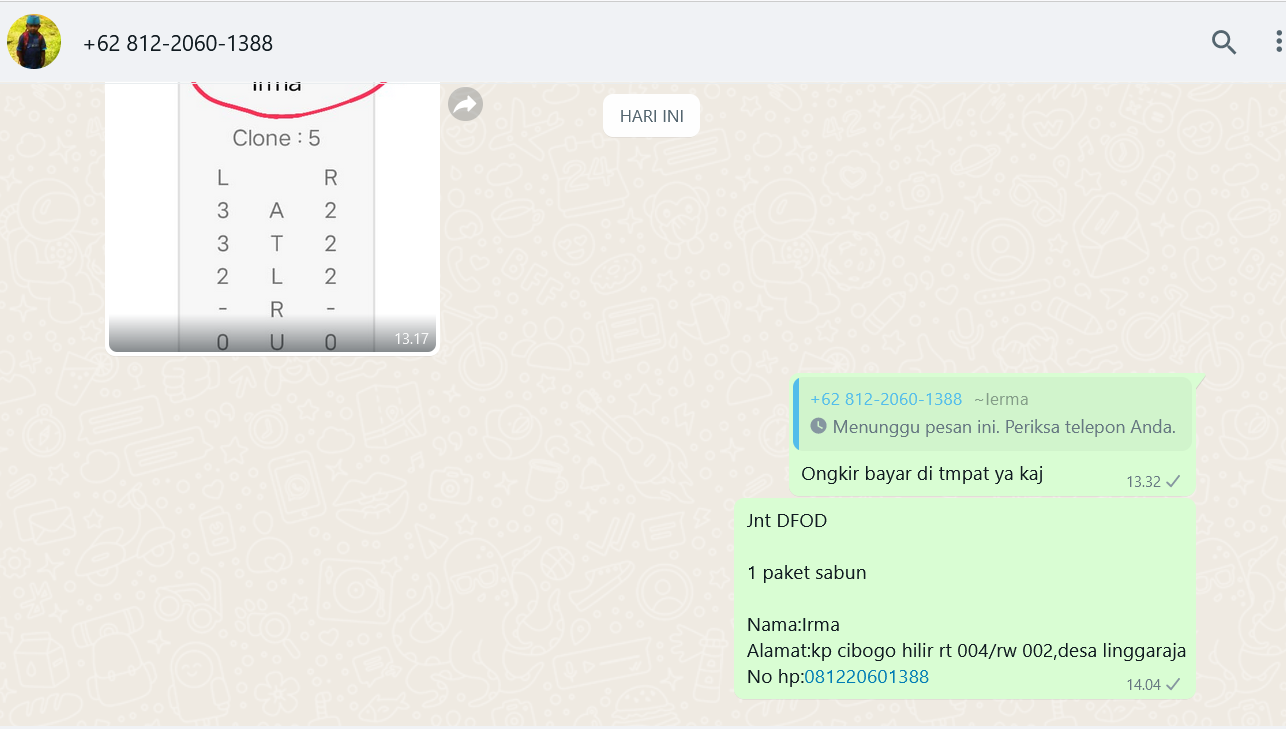 +62 812-2060-1388
Irma
HARI INI
Clone : 5
L R
3 A 2
3 T 2
2 L 2
- R -
0 U 0
13.17
+62 812-2060-1388 ~Ierma
Menunggu pesan ini. Periksa telepon Anda.
Ongkir bayar di tmpat ya kaj
13.32
Jnt DFOD
1 paket sabun
Nama:Irma
Alamat:kp cibogo hilir rt 004/rw 002,desa linggaraja
No hp:081220601388
14.04